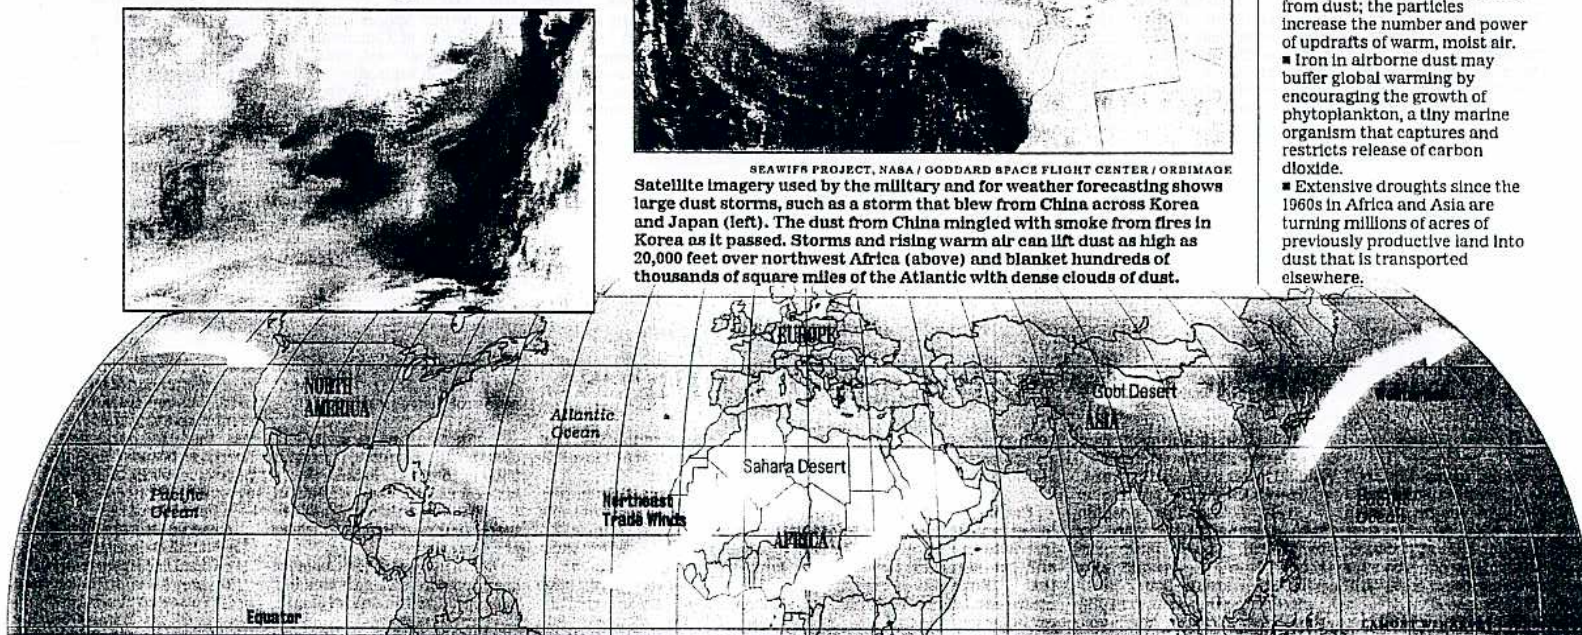 SEAWIFS PROJECT, NASA / GODDARD SPACE FLIGHT CENTER / ORBIMAGE
Satellite imagery used by the military and for weather forecasting shows
large dust storms, such as a storm that blew from China across Korea
and Japan (left). The dust from China mingled with smoke from fires in
Korea as it passed. Storms and rising warm air can lift dust as high as
20,000 feet over northwest Africa (above) and blanket hundreds of
thousands of square miles of the Atlantic with dense clouds of dust.
from dust; the particles
increase the number and power
of updrafts of warm, moist air.
■ Iron in airborne dust may
buffer global warming by
encouraging the growth of
phytoplankton, a tiny marine
organism that captures and
restricts release of carbon
dioxide.
■ Extensive droughts since the
1960s in Africa and Asia are
turning millions of acres of
previously productive land into
dust that is transported
elsewhere.
EUROPE
NORTH
AMERICA
Gobi Desert
ASIA
Atlantic
Ocean
Sahara Desert
Pacific
Ocean
Northeast
Trade Winds
AFRICA
Ocean
Equator